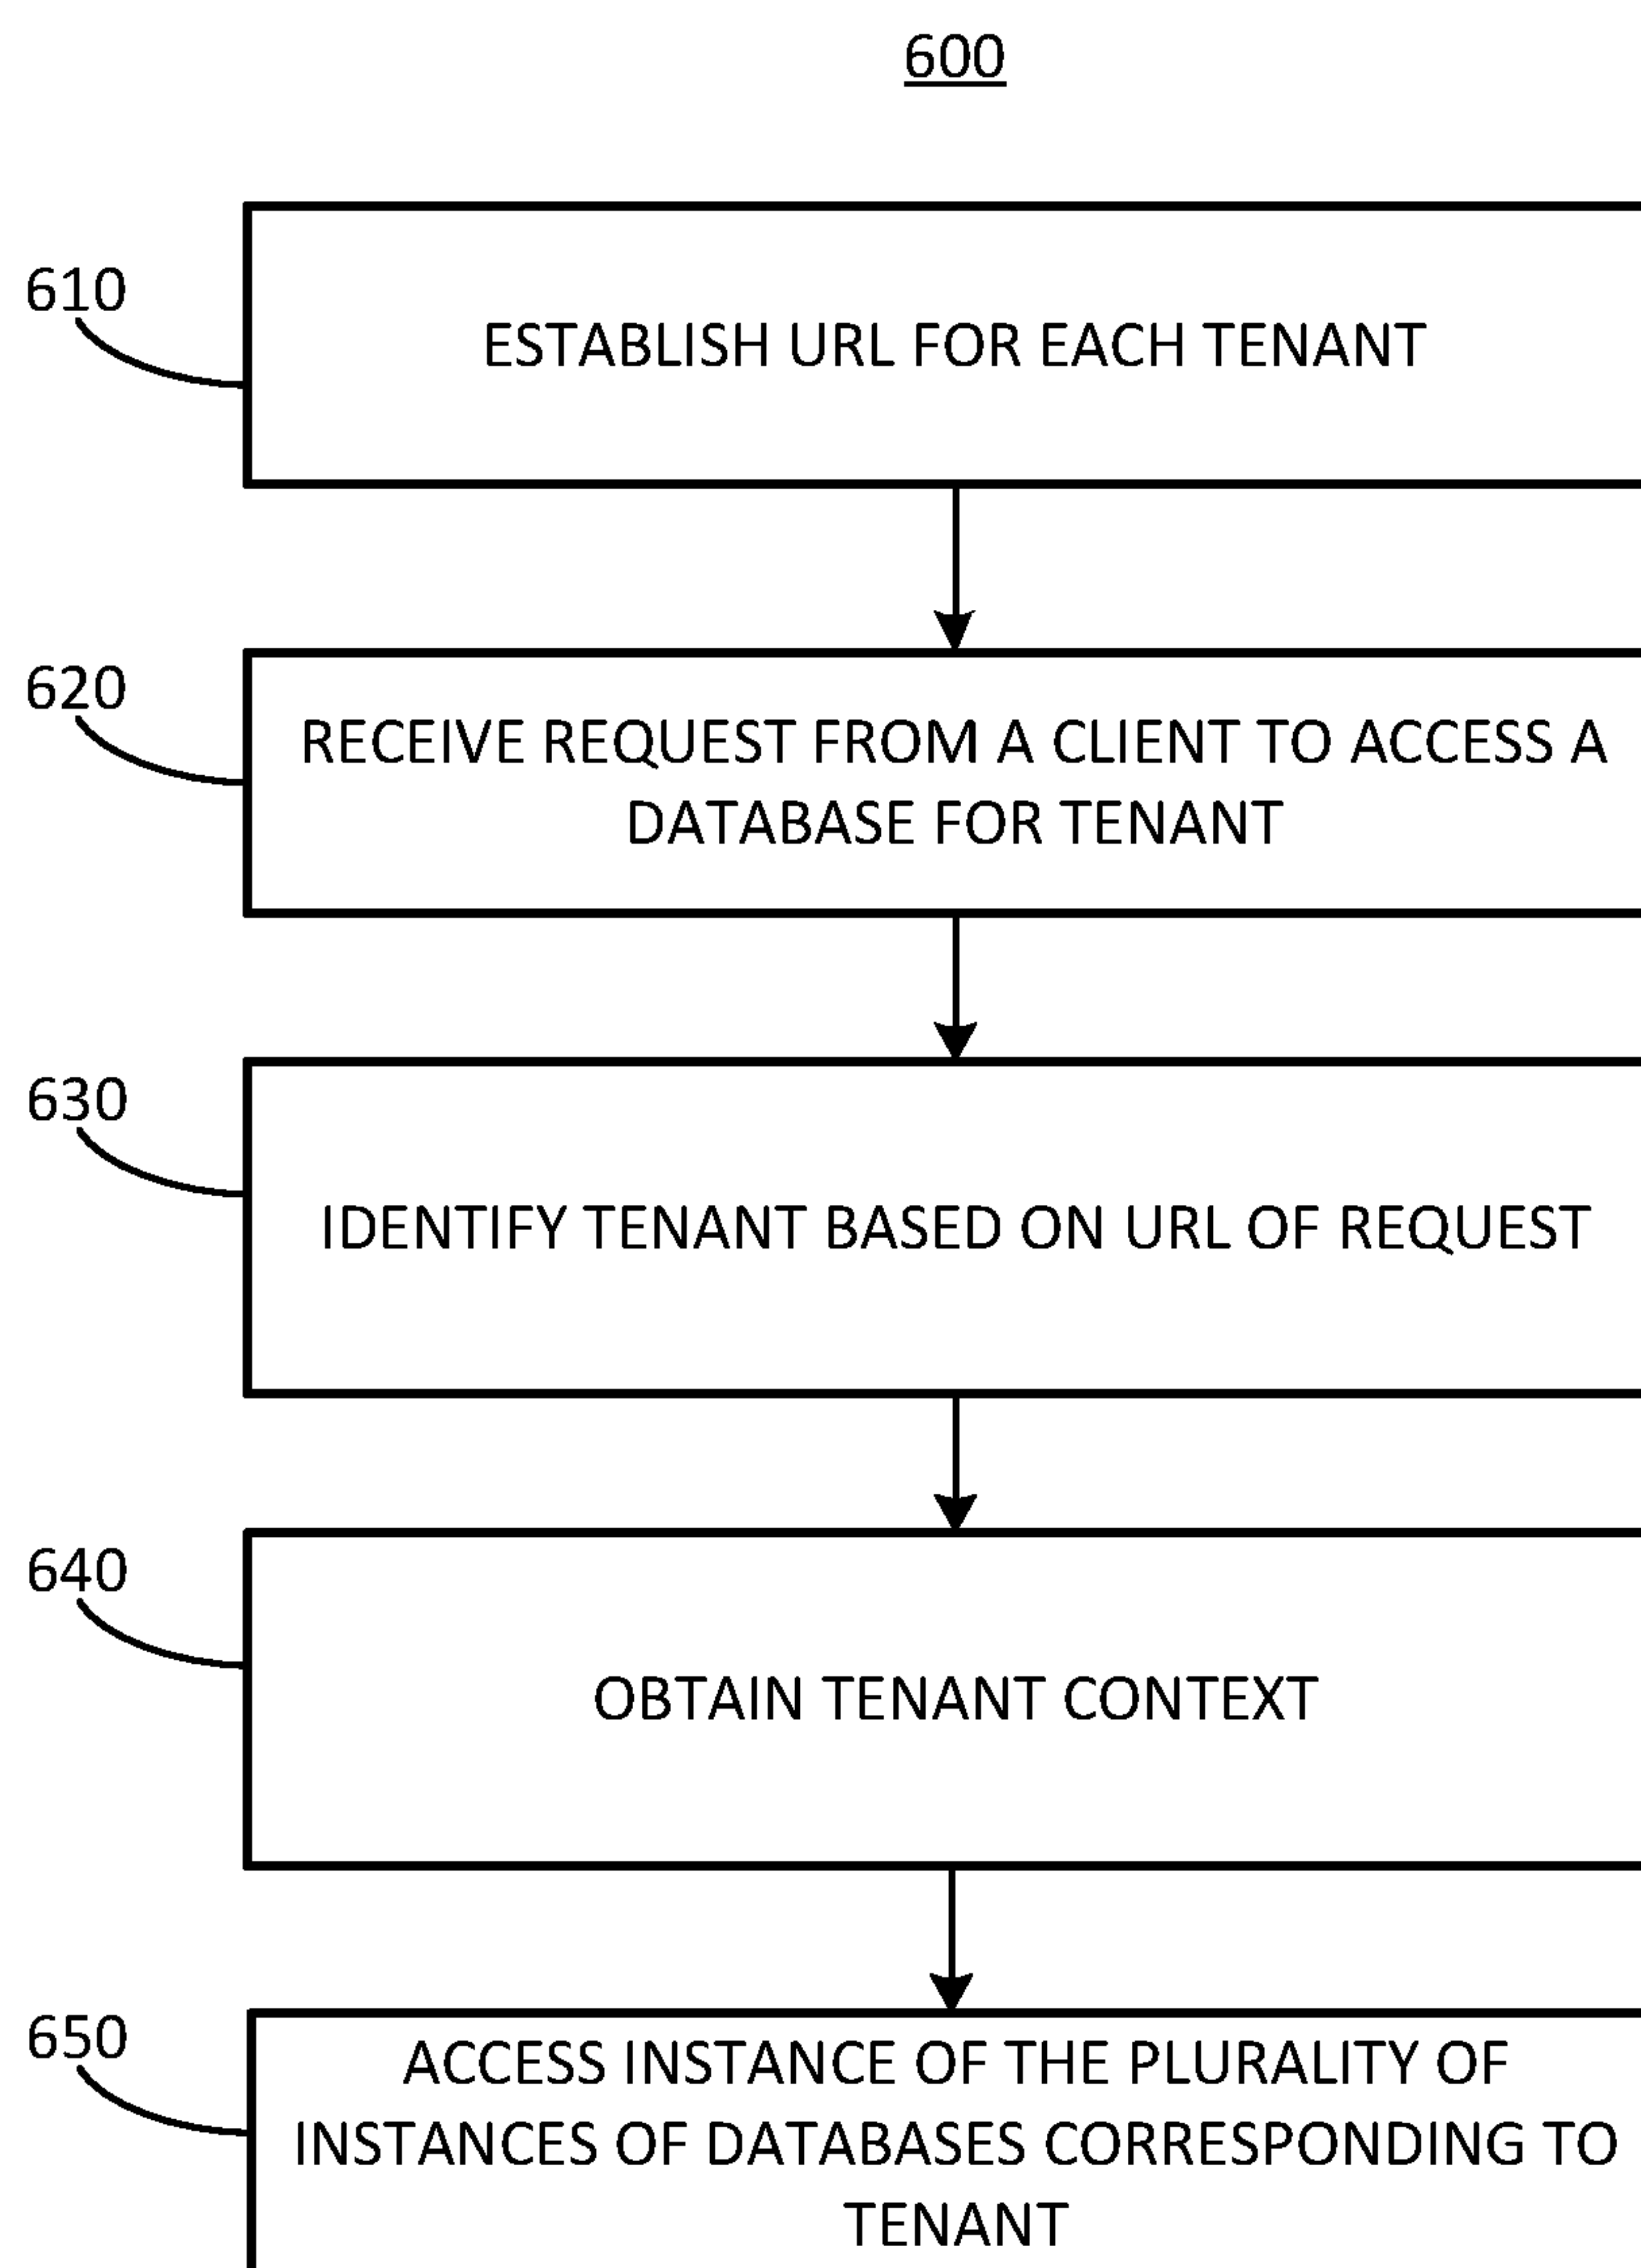 600
610
ESTABLISH URL FOR EACH TENANT
620
RECEIVE REQUEST FROM A CLIENT TO ACCESS A
DATABASE FOR TENANT
630
IDENTIFY TENANT BASED ON URL OF REQUEST
640
OBTAIN TENANT CONTEXT
650
ACCESS INSTANCE OF THE PLURALITY OF
INSTANCES OF DATABASES CORRESPONDING TO
TENANT